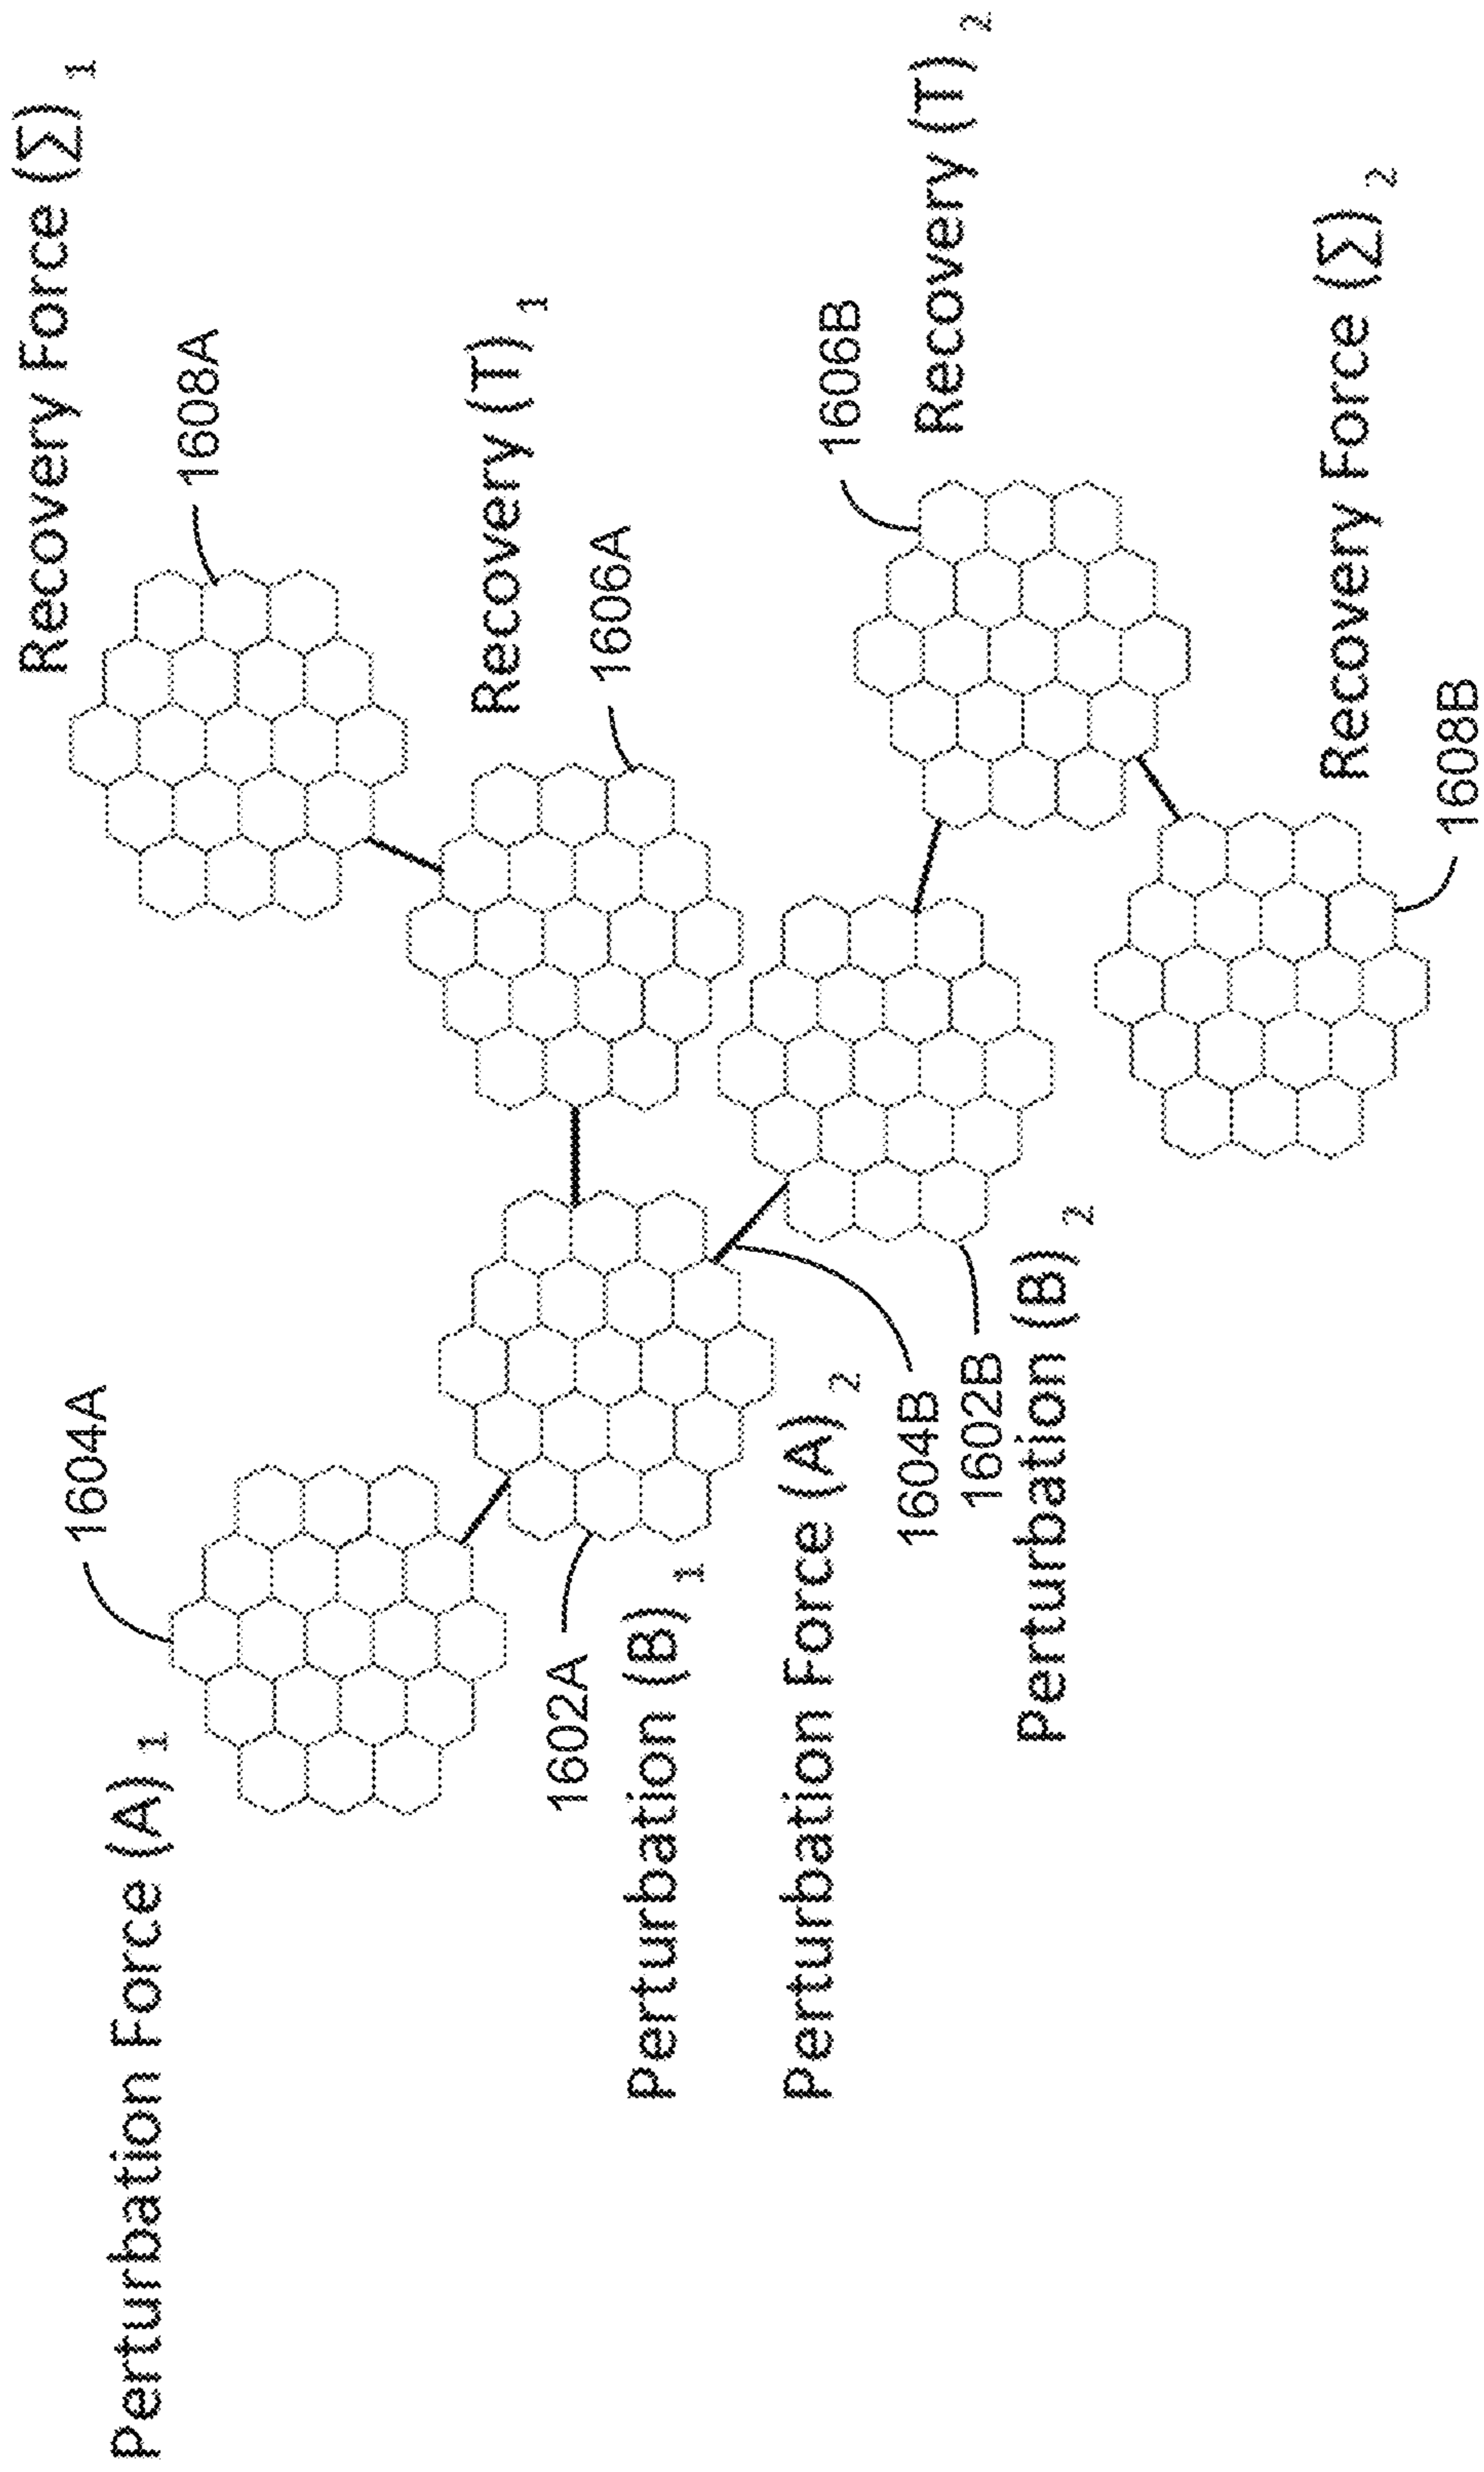 Perturbation Force (A) 1
1604A
Recovery Force (Σ) 1
1608A
1602A
Perturbation (B) 1
Recovery (T) 1
1606A
Perturbation Force (A) 2
1604B
1602B
Perturbation (B) 2
1606B
Recovery (T) 2
Recovery Force (Σ) 2
1608B